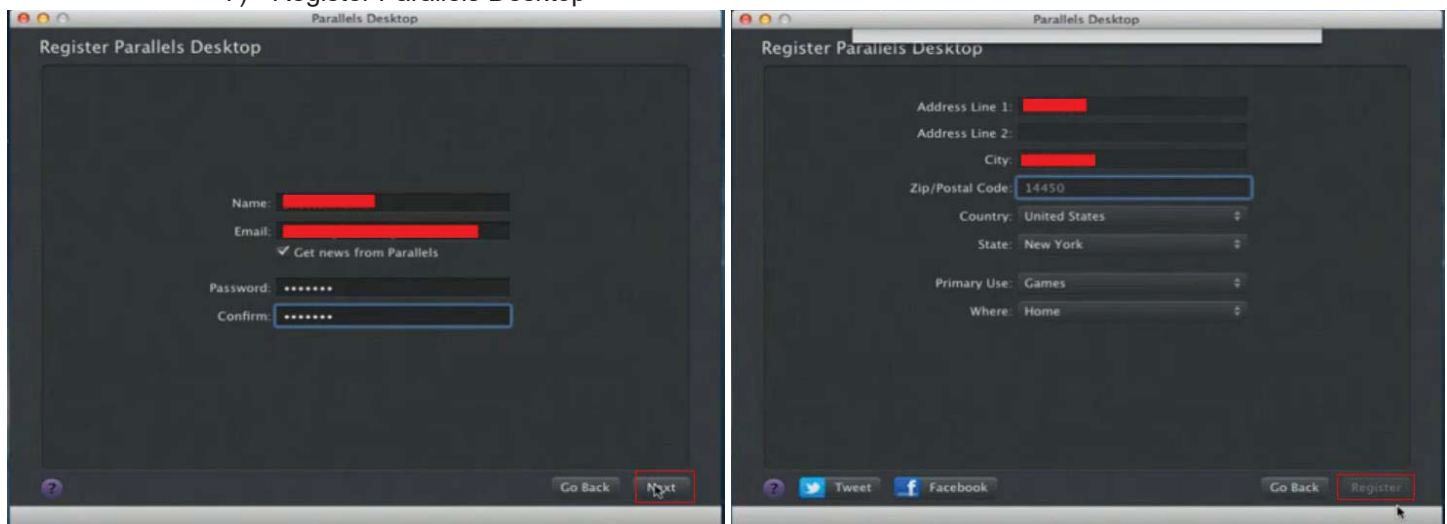 Register Parallels Desktop
Parallels Desktop
Register Parallels Desktop
Name:
Email:
Get news from Parallels
Password: •••••••
Confirm: •••••••
? Go Back Next
Parallels Desktop
Register Parallels Desktop
Address Line 1:
Address Line 2:
City:
Zip/Postal Code: 14450
Country: United States
State: New York
Primary Use: Games
Where: Home
? Tweet Facebook Go Back Register